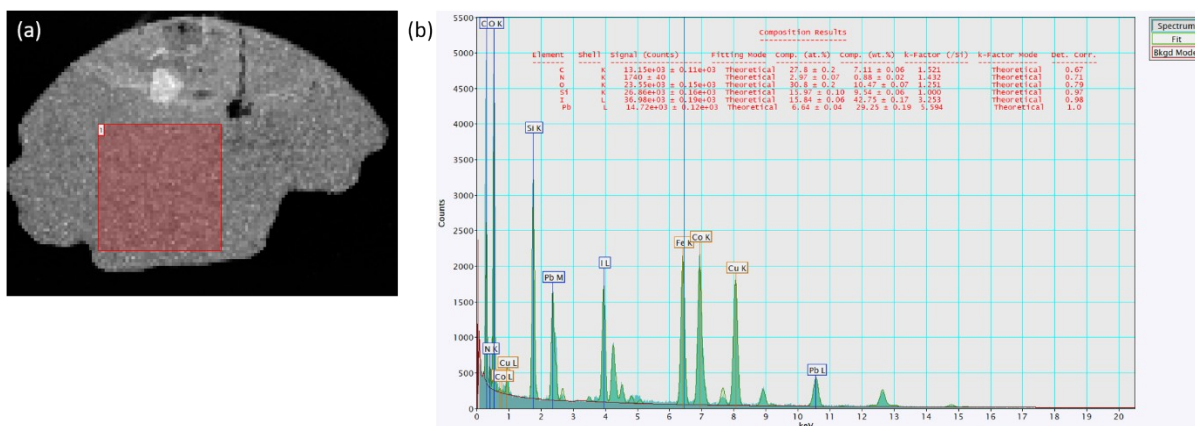 (a)
(b)
1
5500
5000
4500
4000
3500
3000
2500
2000
1500
1000
500
0
Counts
0 1 2 3 4 5 6 7 8 9 10 11 12 13 14 15 16 17 18 19 20
keV
C O K
Si K
Pb M
N K
Cu L
Co L
I L
Fe K
Co K
Cu K
Pb L
Composition Results
Element Shell Signal (Counts) Fitting Mode Comp. (at.%) Comp. (wt.%) k-Factor (/Si) k-Factor Mode Det. Corr.
C K 13.15e+03 ± 0.11e+03 Theoretical 27.8 ± 0.2 7.11 ± 0.06 1.521 Theoretical 0.67
N K 1740 ± 40 Theoretical 2.97 ± 0.07 0.88 ± 0.02 1.432 Theoretical 0.71
O K 23.55e+03 ± 0.15e+03 Theoretical 30.8 ± 0.2 10.47 ± 0.07 1.251 Theoretical 0.79
Si K 26.86e+03 ± 0.16e+03 Theoretical 15.97 ± 0.10 9.54 ± 0.06 1.000 Theoretical 0.97
I L 36.98e+03 ± 0.19e+03 Theoretical 15.84 ± 0.06 42.75 ± 0.17 3.253 Theoretical 0.98
Pb L 14.72e+03 ± 0.12e+03 Theoretical 6.64 ± 0.04 29.25 ± 0.19 5.594 Theoretical 1.0
Spectrum
Fit
Bkgd Mode